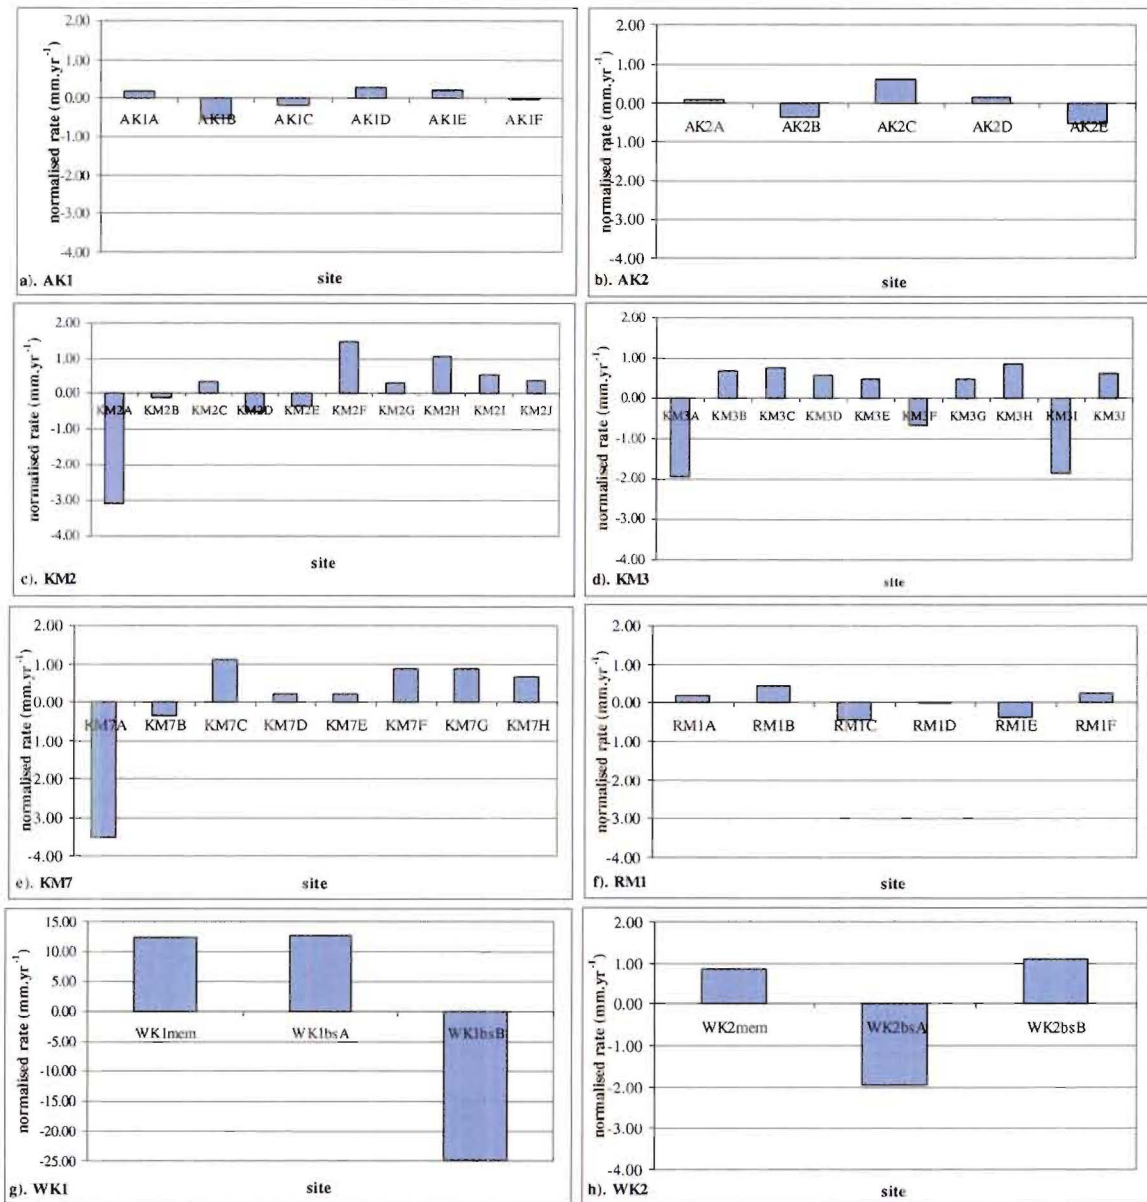 2.00
1.00
0.00
-1.00
-2.00
-3.00
-4.00
normalised rate (mm.yr⁻¹)
AK1A AK1B AK1C AK1D AK1E AK1F
site
a). AK1
2.00
1.00
0.00
-1.00
-2.00
-3.00
-4.00
normalised rate (mm.yr⁻¹)
AK2A AK2B AK2C AK2D AK2E
site
b). AK2
2.00
1.00
0.00
-1.00
-2.00
-3.00
-4.00
normalised rate (mm.yr⁻¹)
KM2A KM2B KM2C KM2D KM2E KM2F KM2G KM2H KM2I KM2J
site
c). KM2
2.00
1.00
0.00
-1.00
-2.00
-3.00
-4.00
normalised rate (mm.yr⁻¹)
KM3A KM3B KM3C KM3D KM3E KM3F KM3G KM3H KM3I KM3J
site
d). KM3
2.00
1.00
0.00
-1.00
-2.00
-3.00
-4.00
normalised rate (mm.yr⁻¹)
KM7A KM7B KM7C KM7D KM7E KM7F KM7G KM7H
site
e). KM7
2.00
1.00
0.00
-1.00
-2.00
-3.00
-4.00
normalised rate (mm.yr⁻¹)
RM1A RM1B RM1C RM1D RM1E RM1F
site
f). RM1
15.00
10.00
5.00
0.00
-5.00
-10.00
-15.00
-20.00
-25.00
normalised rate (mm.yr⁻¹)
WK1mem WK1bsA WK1bsB
site
g). WK1
2.00
1.00
0.00
-1.00
-2.00
-3.00
-4.00
normalised rate (mm.yr⁻¹)
WK2mem WK2bsA WK2bsB
site
h). WK2